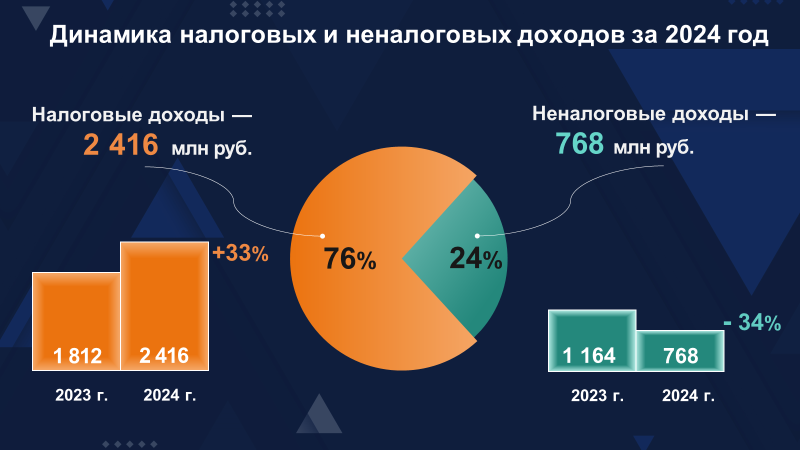 Динамика налоговых и неналоговых доходов за 2024 год
Налоговые доходы —
2 416 млн руб.
Неналоговые доходы —
768 млн руб.
76%
24%
+33%
1 812
2 416
2023 г.
2024 г.
- 34%
1 164
768
2023 г.
2024 г.